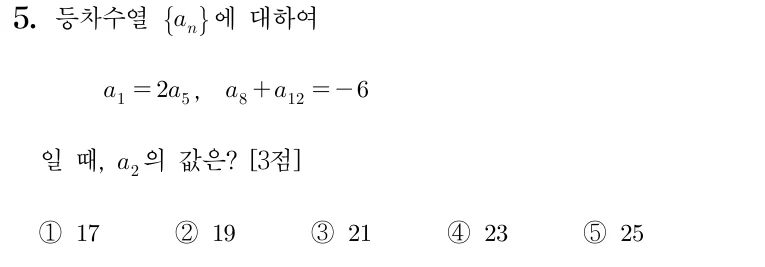 5. 등차수열 {aₙ}에 대하여
a₁ = 2a₅, a₈ + a₁₂ = −6
일 때, a₂의 값은? [3점]
① 17 ② 19 ③ 21 ④ 23 ⑤ 25